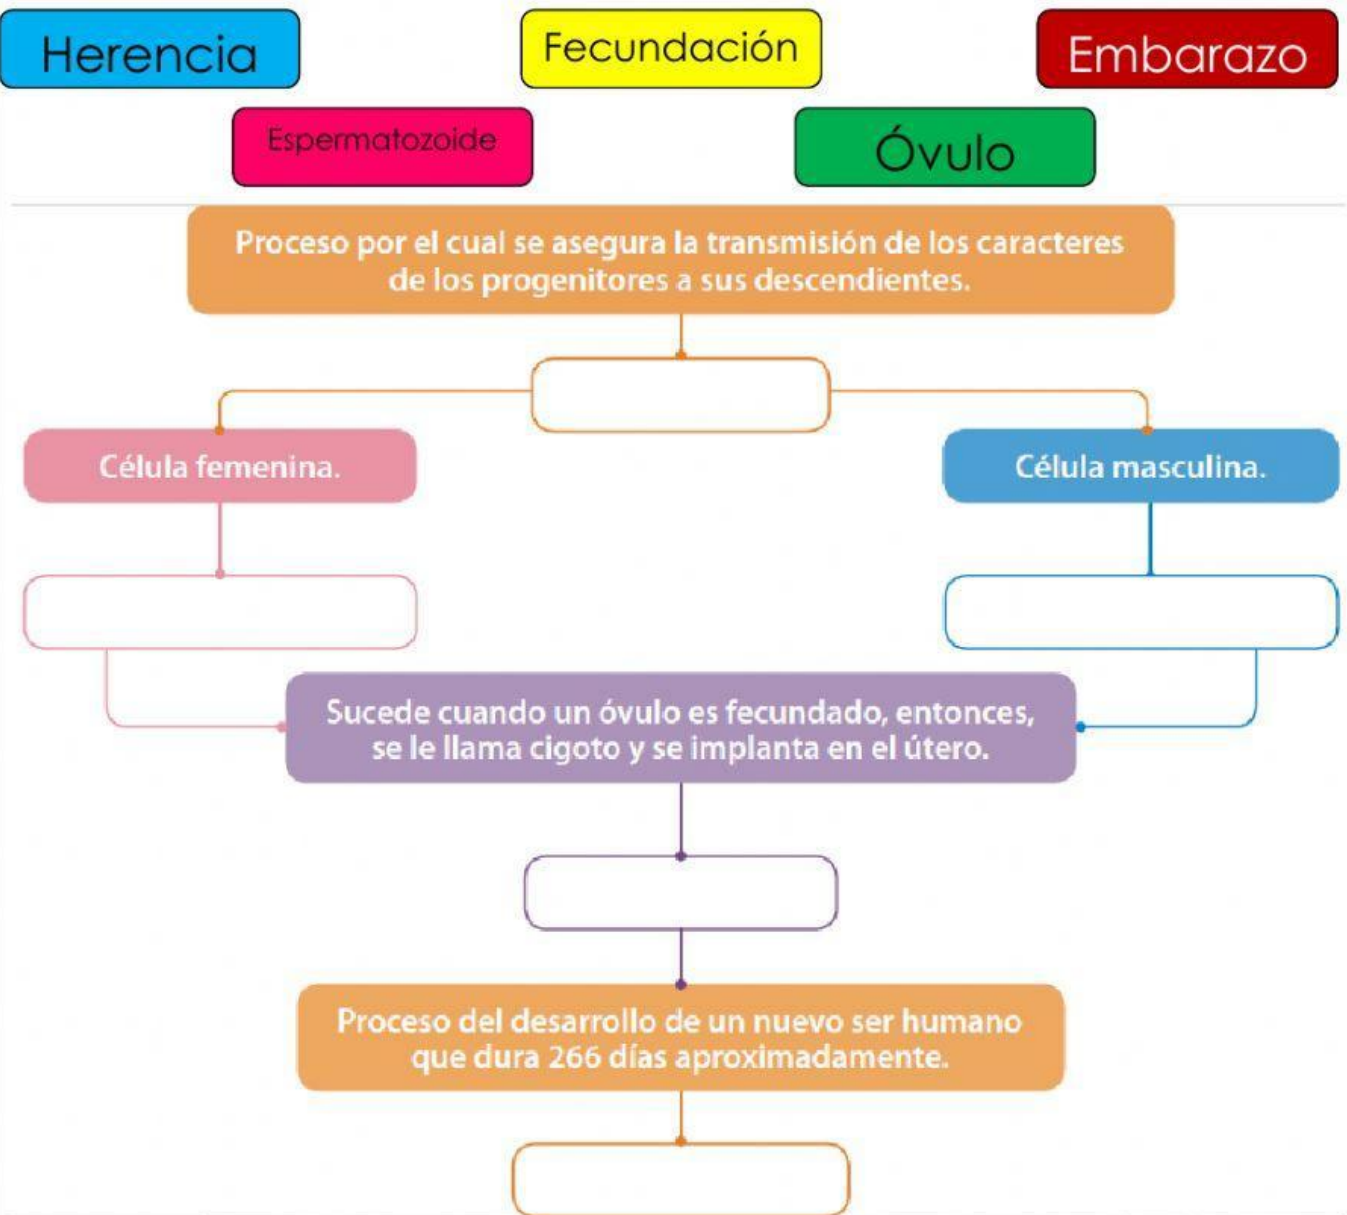 Herencia
Fecundación
Embarazo
Espermatozoide
Óvulo
Proceso por el cual se asegura la transmisión de los caracteres
de los progenitores a sus descendientes.
Célula femenina.
Célula masculina.
Sucede cuando un óvulo es fecundado, entonces,
se le llama cigoto y se implanta en el útero.
Proceso del desarrollo de un nuevo ser humano
que dura 266 días aproximadamente.